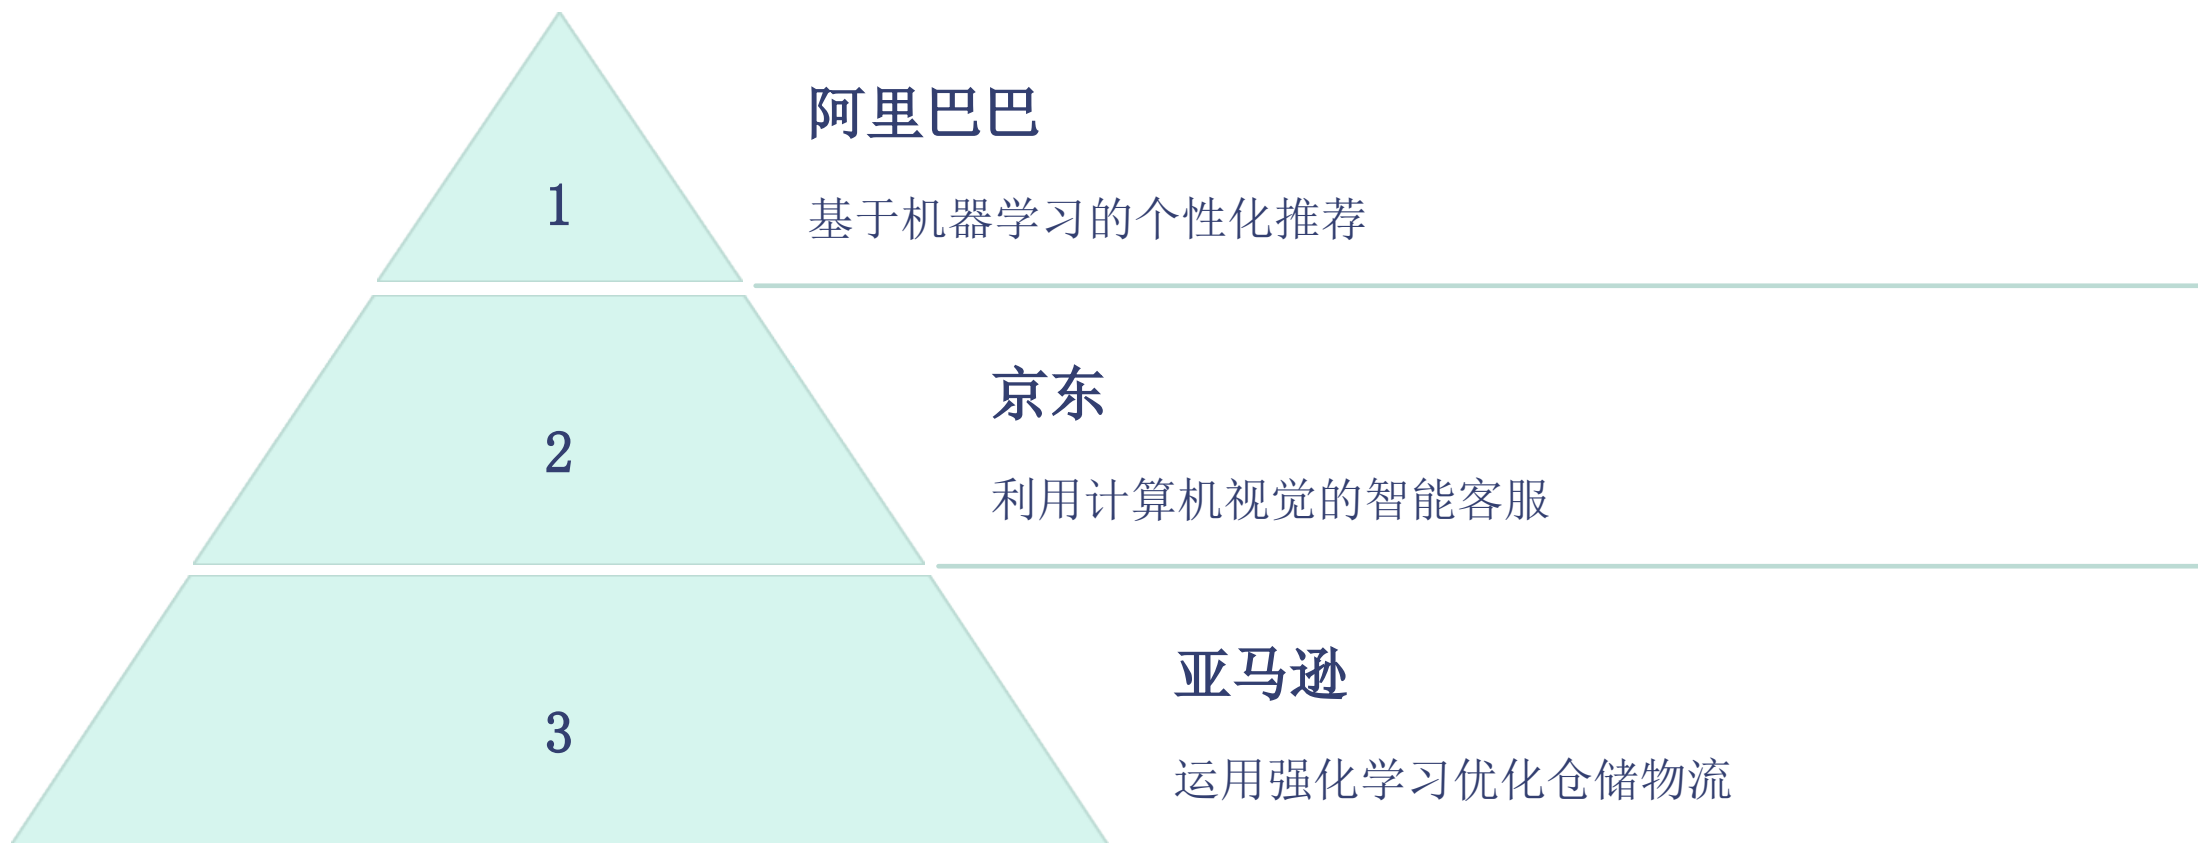 1
阿里巴巴
基于机器学习的个性化推荐
2
京东
利用计算机视觉的智能客服
3
亚马逊
运用强化学习优化仓储物流